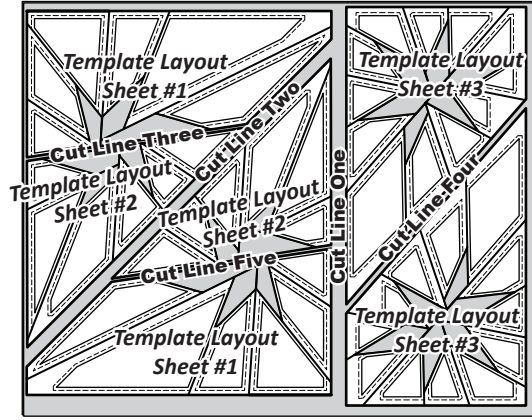 Template Layout
Sheet #1
Template Layout
Sheet #3
Cut Line Two
Cut Line Three
Template Layout
Sheet #2
Cut Line One
Cut Line Four
Template Layout
Sheet #2
Cut Line Five
Template Layout
Sheet #1
Template Layout
Sheet #3